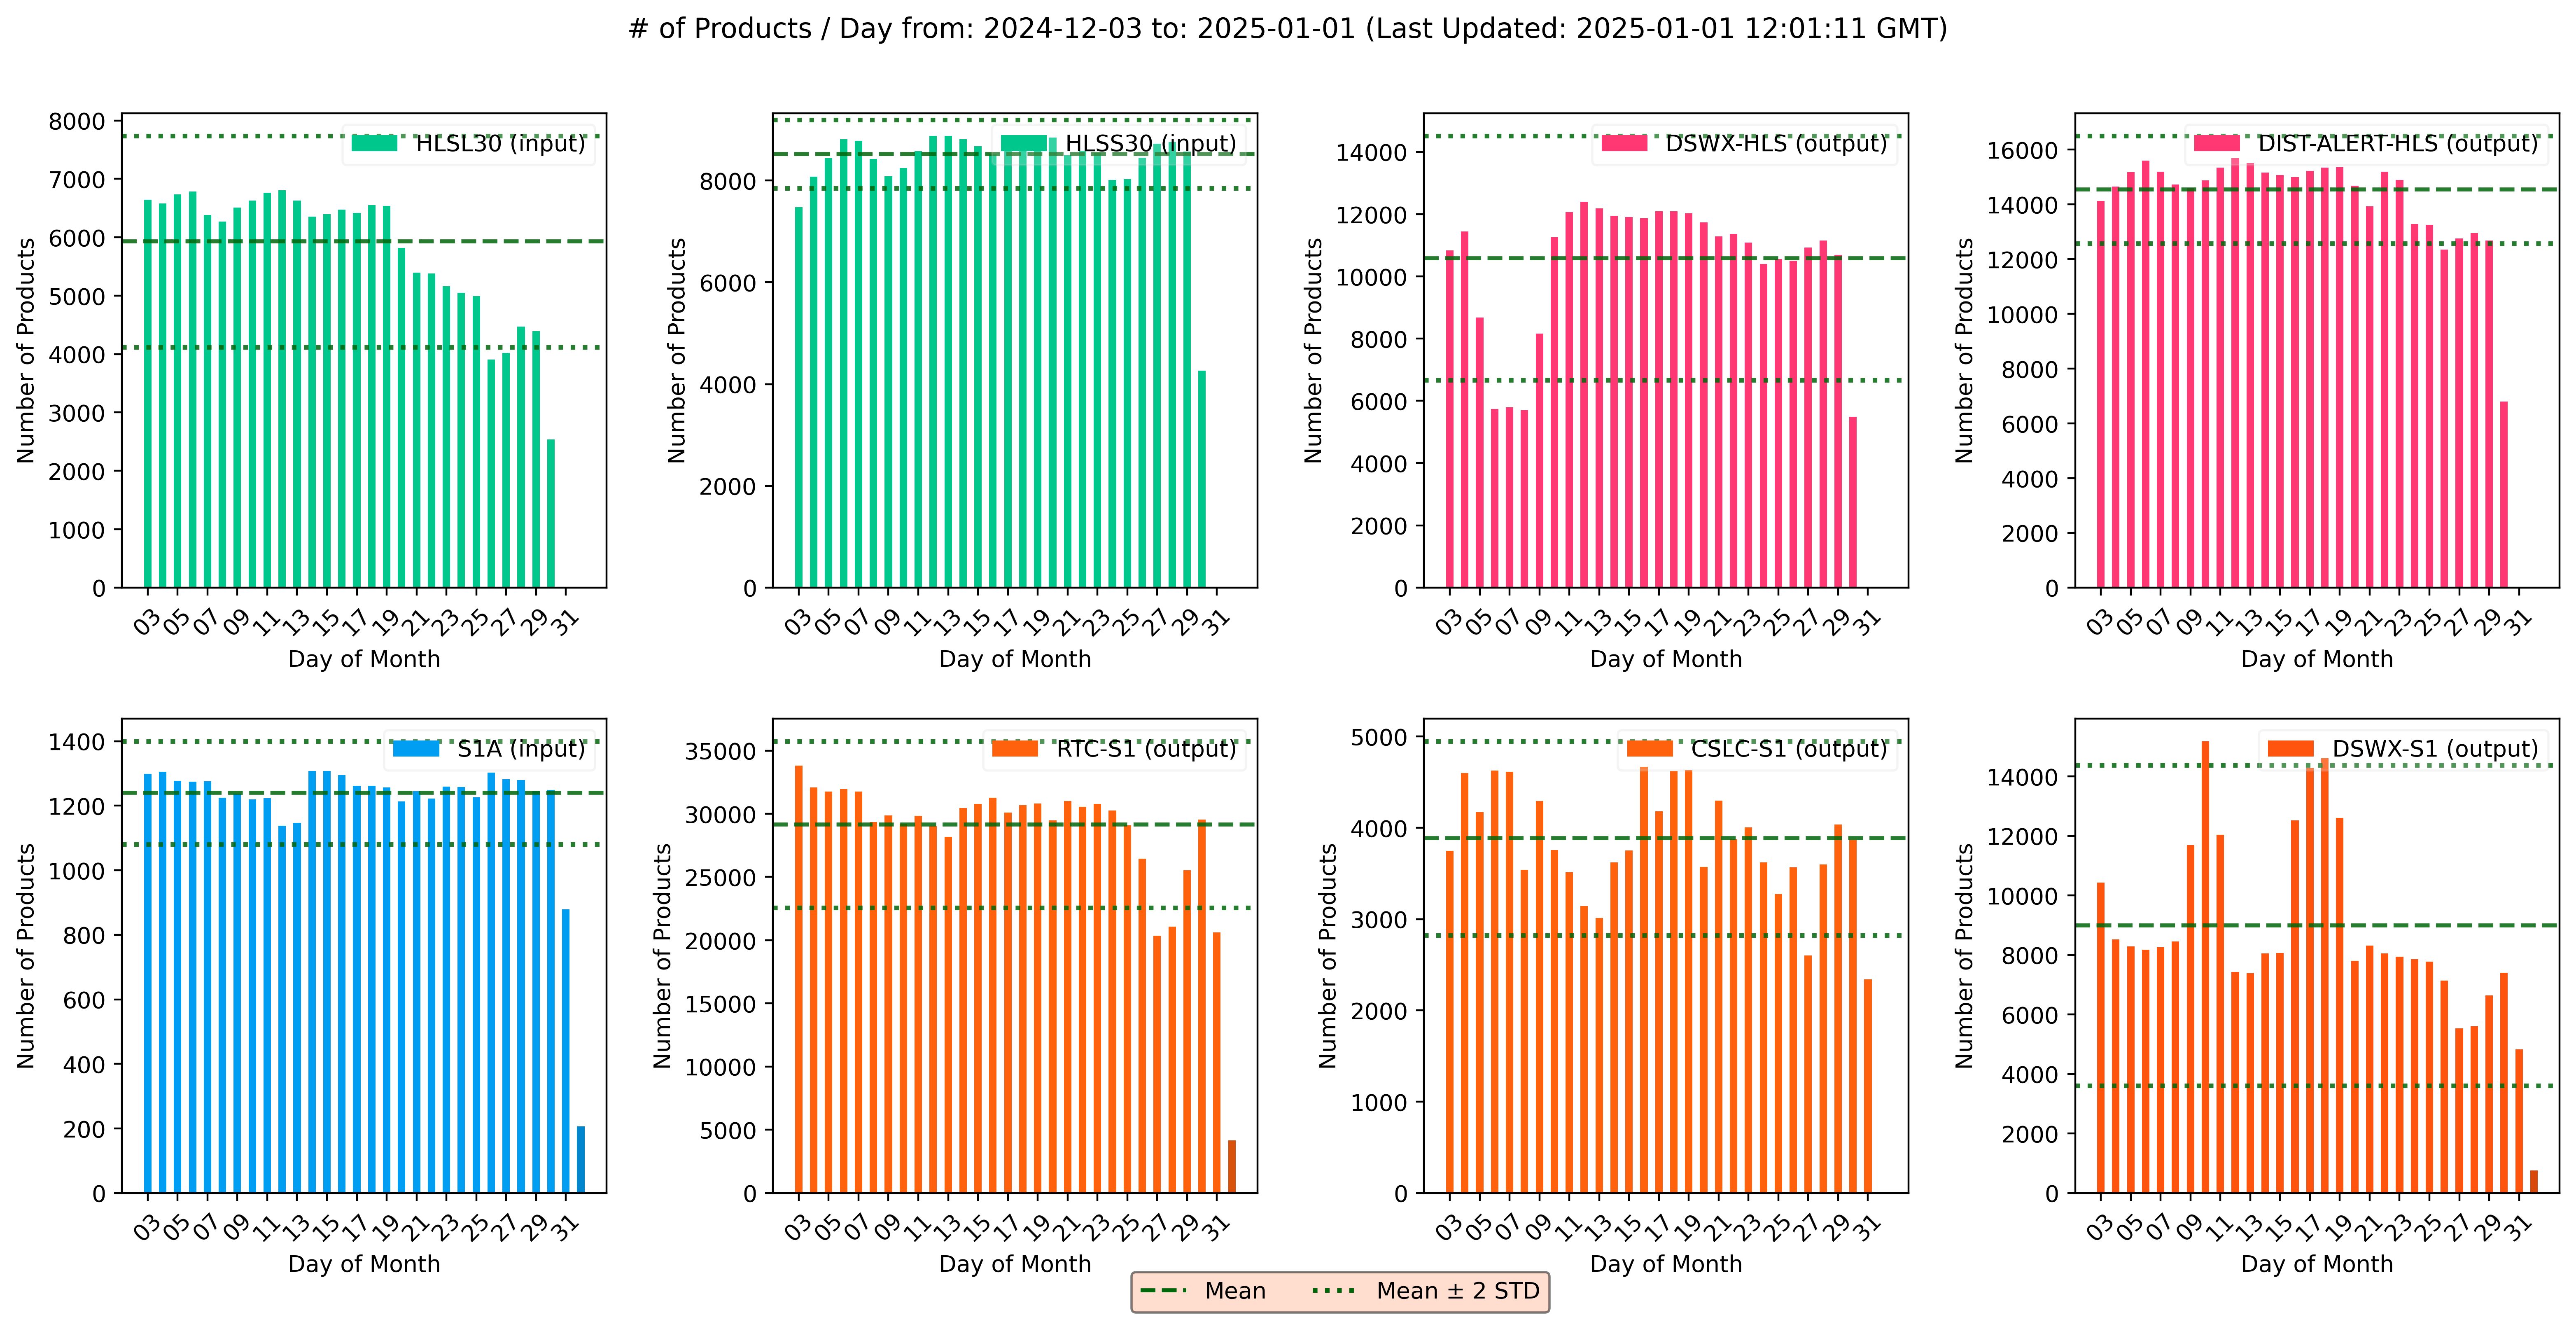 # of Products / Day from: 2024-12-03 to: 2025-01-01 (Last Updated: 2025-01-01 12:01:11 GMT)
HLSL30 (input)
Number of Products
8000
7000
6000
5000
4000
3000
2000
1000
0
03 05 07 09 11 13 15 17 19 21 23 25 27 29 31
Day of Month
HLSS30 (input)
Number of Products
8000
6000
4000
2000
0
03 05 07 09 11 13 15 17 19 21 23 25 27 29 31
Day of Month
DSWX-HLS (output)
Number of Products
14000
12000
10000
8000
6000
4000
2000
0
03 05 07 09 11 13 15 17 19 21 23 25 27 29 31
Day of Month
DIST-ALERT-HLS (output)
Number of Products
16000
14000
12000
10000
8000
6000
4000
2000
0
03 05 07 09 11 13 15 17 19 21 23 25 27 29 31
Day of Month
S1A (input)
Number of Products
1400
1200
1000
800
600
400
200
0
03 05 07 09 11 13 15 17 19 21 23 25 27 29 31
Day of Month
RTC-S1 (output)
Number of Products
35000
30000
25000
20000
15000
10000
5000
0
03 05 07 09 11 13 15 17 19 21 23 25 27 29 31
Day of Month
CSLC-S1 (output)
Number of Products
5000
4000
3000
2000
1000
0
03 05 07 09 11 13 15 17 19 21 23 25 27 29 31
Day of Month
DSWX-S1 (output)
Number of Products
14000
12000
10000
8000
6000
4000
2000
0
03 05 07 09 11 13 15 17 19 21 23 25 27 29 31
Day of Month
Mean
Mean ± 2 STD